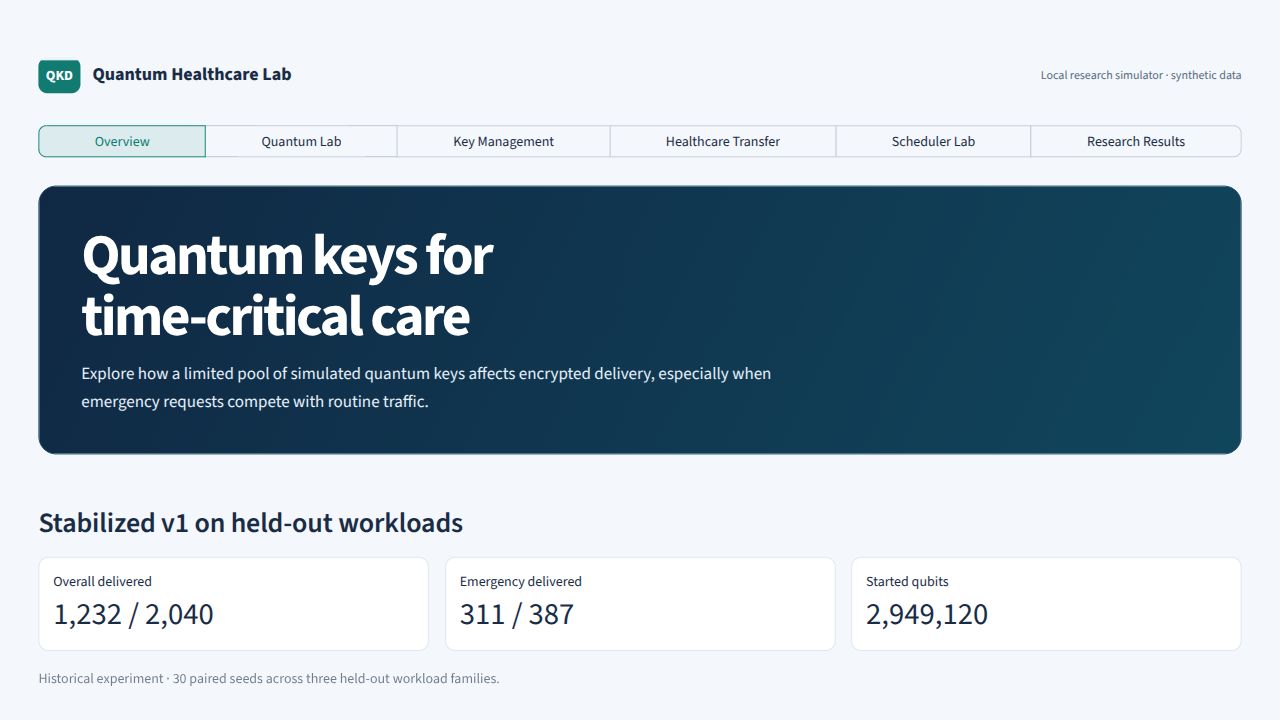 QKD
Quantum Healthcare Lab
Local research simulator · synthetic data
Overview
Quantum Lab
Key Management
Healthcare Transfer
Scheduler Lab
Research Results
Quantum keys for
time-critical care
Explore how a limited pool of simulated quantum keys affects encrypted delivery, especially when
emergency requests compete with routine traffic.
Stabilized v1 on held-out workloads
Overall delivered
1,232 / 2,040
Emergency delivered
311 / 387
Started qubits
2,949,120
Historical experiment · 30 paired seeds across three held-out workload families.